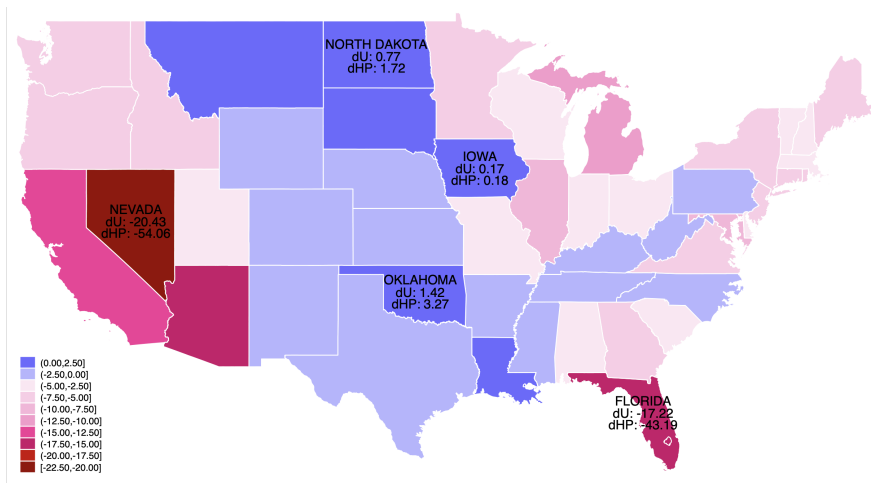 NORTH DAKOTA
dU: 0.77
dHP: 1.72
IOWA
dU: 0.17
dHP: 0.18
NEVADA
dU: -20.43
dHP: -54.06
OKLAHOMA
dU: 1.42
dHP: 3.27
FLORIDA
dU: -17.22
dHP: -43.19
(0.00,2.50]
(-2.50,0.00]
(-5.00,-2.50]
(-7.50,-5.00]
(-10.00,-7.50]
(-12.50,-10.00]
(-15.00,-12.50]
(-17.50,-15.00]
(-20.00,-17.50]
[-22.50,-20.00]